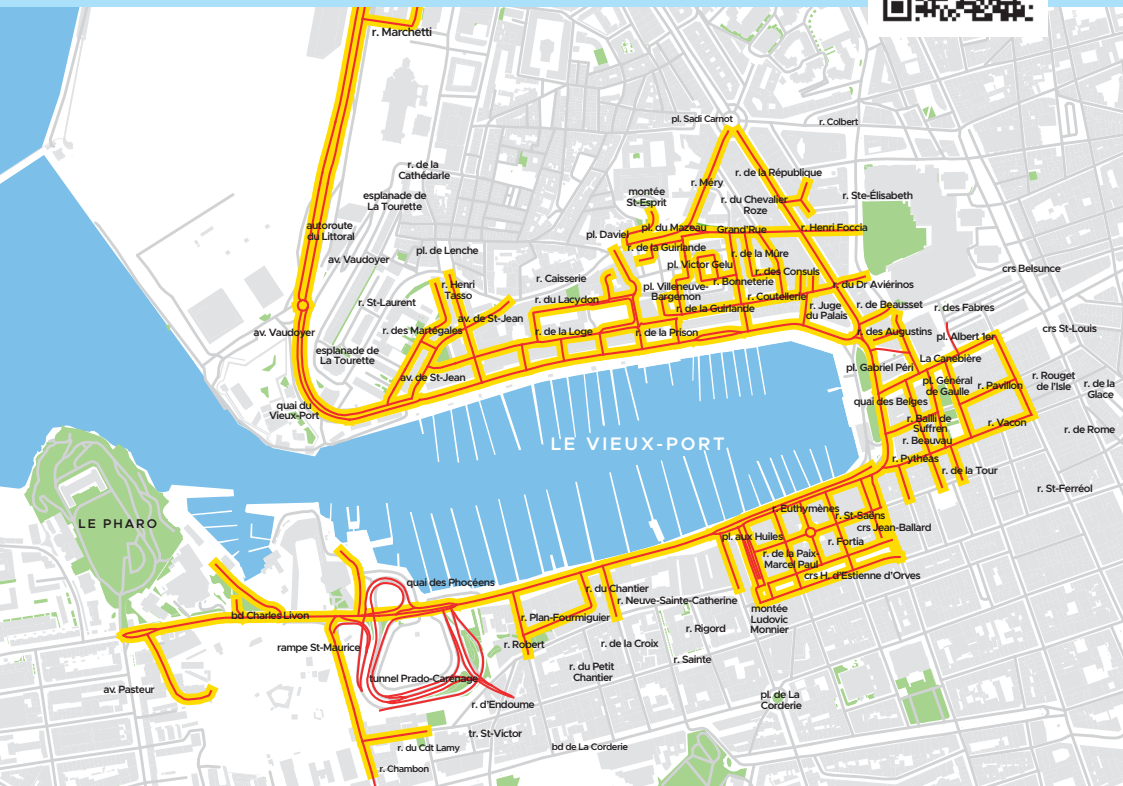 r. Marchetti
pl. Sadi Carnot
r. Colbert
r. de la
Cathédarle
r. de la République
r. Méry
montée
St-Esprit
r. du Chevalier
Roze
r. Ste-Élisabeth
esplanade de
La Tourette
autoroute
du Littoral
pl. Daviel
pl. du Mazeau
Grand'Rue
r. Henri Foccia
av. Vaudoyer
pl. de Lenche
r. de la Guirlande
r. de la Mûre
pl. Victor Gelu
r. des Consuls
crs Belsunce
r. Henri
Tasso
r. Caisserie
r. Bonneterie
pl. Villeneuve-
Bargemon
r. du Dr Aviérinos
r. St-Laurent
r. du Lacydon
r. Coutellerie
r. de la Guirlande
r. Juge
du Palais
r. de Beausset
r. des Fabres
av. de St-Jean
av. Vaudoyer
r. des Martégales
r. de la Loge
r. de la Prison
r. des Augustins
pl. Albert 1er
crs St-Louis
esplanade de
La Tourette
La Canebière
pl. Gabriel Péri
av. de St-Jean
pl. Général
de Gaulle
r. Pavillon
r. Rouget
de l'Isle
r. de la
Glace
quai du
Vieux-Port
quai des Belges
r. Bailli de
Suffren
r. Vacon
r. de Rome
LE VIEUX-PORT
r. Beauvau
r. Pythéas
r. de la Tour
r. St-Ferréol
LE PHARO
r. Euthymènes
r. St-Saëns
crs Jean-Ballard
pl. aux Huiles
r. Fortia
r. de la Paix-
Marcel Paul
crs H. d'Estienne d'Orves
quai des Phocéens
r. du Chantier
r. Neuve-Sainte-Catherine
bd Charles Livon
r. Plan-Fourmiguier
montée
Ludovic
Monnier
rampe St-Maurice
r. Robert
r. de la Croix
r. Rigord
r. Sainte
r. du Petit
Chantier
tunnel Prado-Carénage
av. Pasteur
r. d'Endoume
pl. de La
Corderie
tr. St-Victor
r. du Cdt Lamy
bd de La Corderie
r. Chambon